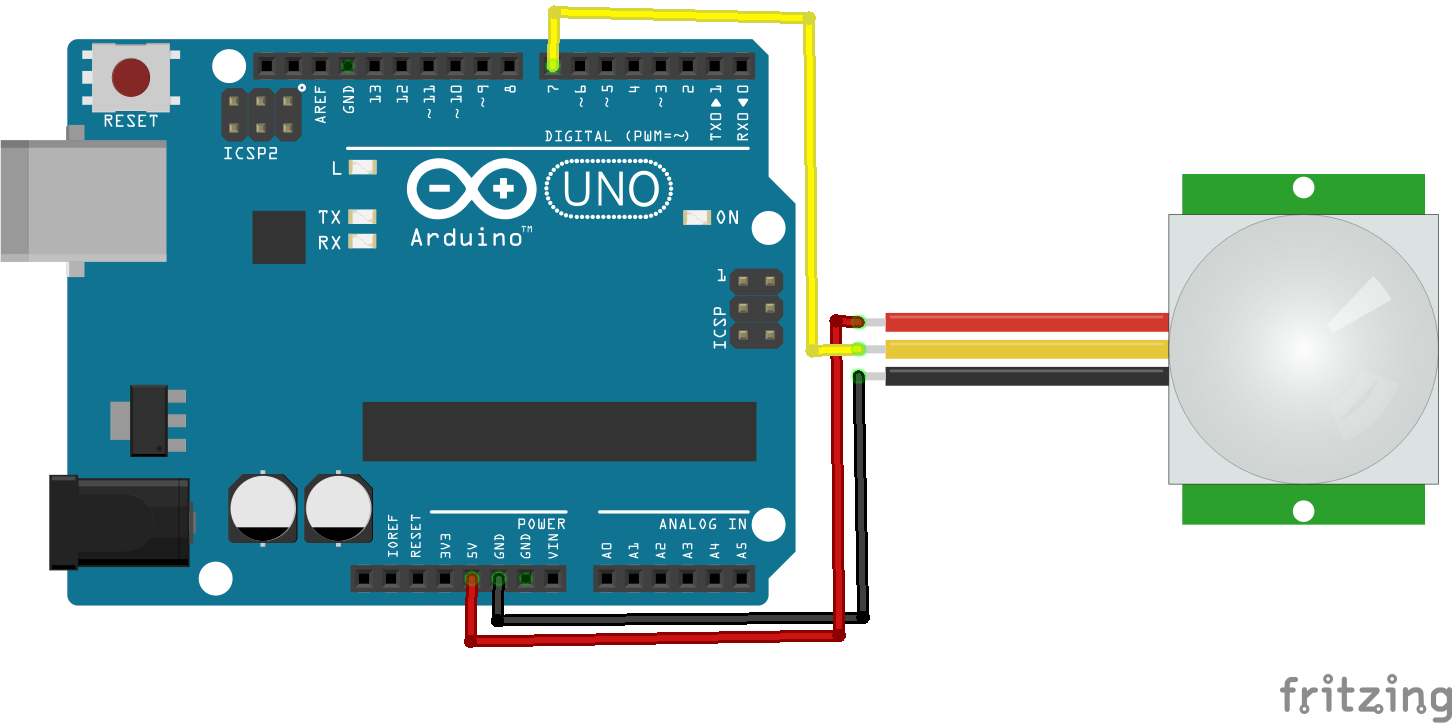 RESET
ICSP2
AREF
GND
13
12
~11
~10
~9
8
7
~6
~5
4
~3
2
TX0▶1
RX0◀0
DIGITAL (PWM=~)
L
TX
RX
UNO
Arduino™
ON
1
ICSP
IOREF
RESET
3V3
5V
GND
GND
VIN
POWER
ANALOG IN
A0
A1
A2
A3
A4
A5
fritzing